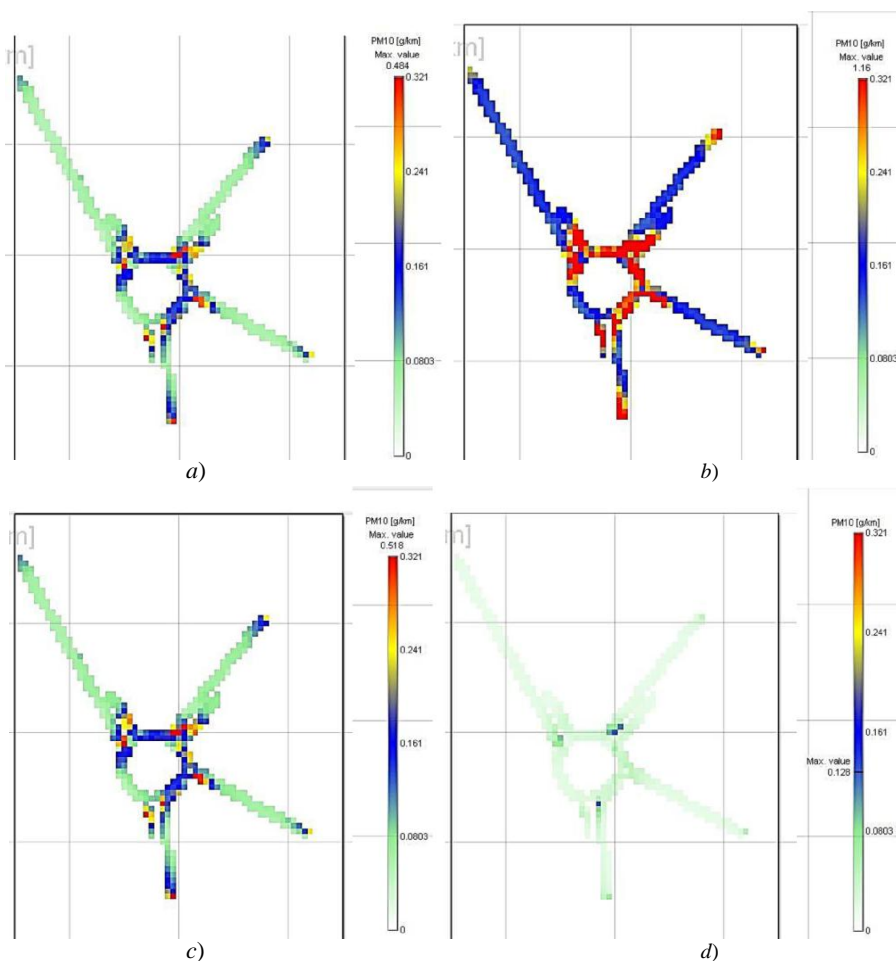 m]
PM10 [g/km]
Max. value
0.484
0.321
0.241
0.161
0.0803
0
a)
m]
PM10 [g/km]
Max. value
1.16
0.321
0.241
0.161
0.0803
0
b)
m]
PM10 [g/km]
Max. value
0.518
0.321
0.241
0.161
0.0803
0
c)
m]
PM10 [g/km]
0.321
0.241
0.161
Max. value
0.128
0.0803
0
d)